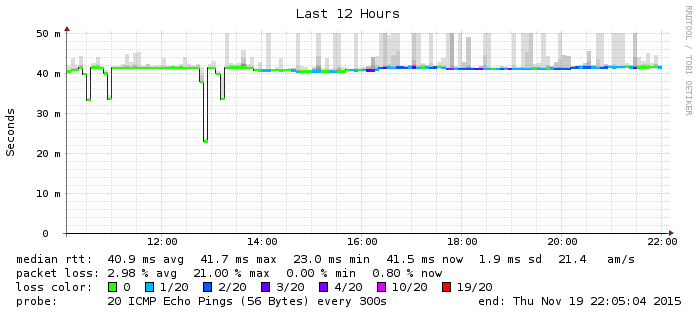 Last 12 Hours
RRDTOOL / TOBI OETIKER
Seconds
50 m
40 m
30 m
20 m
10 m
0
12:00 14:00 16:00 18:00 20:00 22:00
median rtt: 40.9 ms avg 41.7 ms max 23.0 ms min 41.5 ms now 1.9 ms sd 21.4 am/s
packet loss: 2.98 % avg 21.00 % max 0.00 % min 0.80 % now
loss color: 0 1/20 2/20 3/20 4/20 10/20 19/20
probe: 20 ICMP Echo Pings (56 Bytes) every 300s end: Thu Nov 19 22:05:04 2015